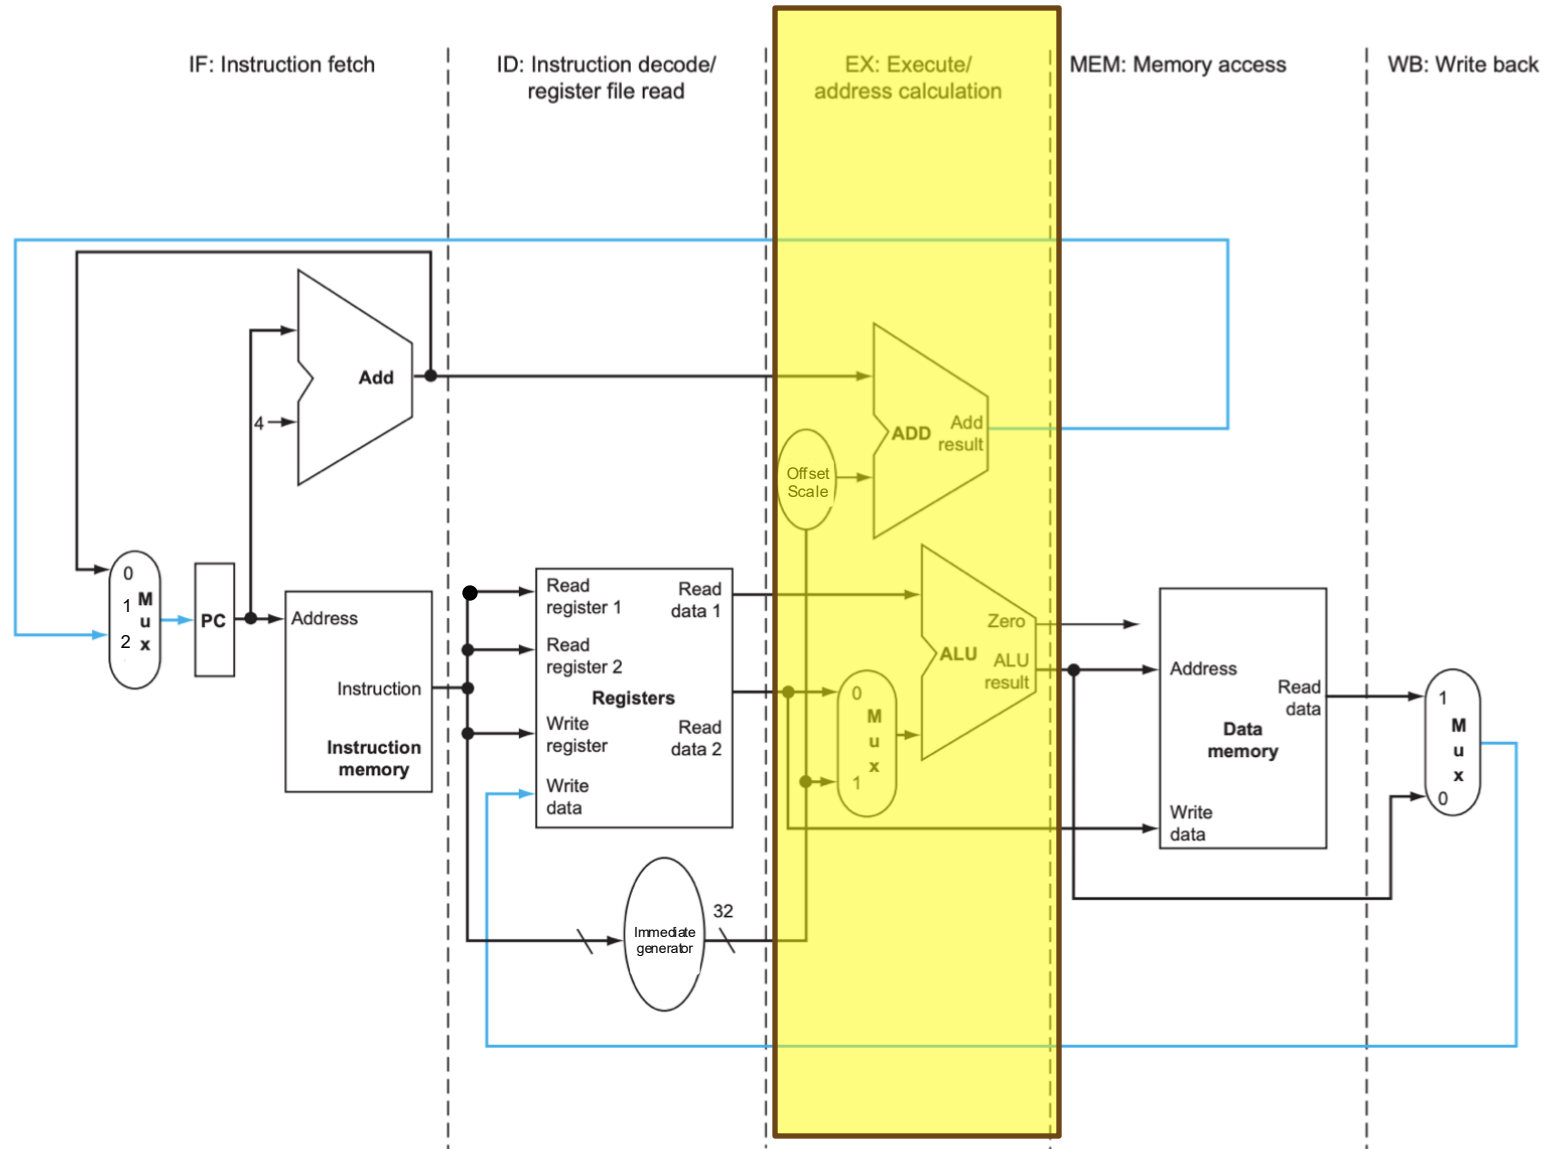 IF: Instruction fetch
ID: Instruction decode/
register file read
EX: Execute/
address calculation
MEM: Memory access
WB: Write back
Add
4
ADD
Add
result
Offset
Scale
0
1
2
M
u
x
PC
Address
Instruction
Instruction
memory
Read
register 1
Read
register 2
Write
register
Write
data
Registers
Read
data 1
Read
data 2
Immediate
generator
32
0
M
u
x
1
Zero
ALU
ALU
result
Address
Read
data
Data
memory
Write
data
1
M
u
x
0